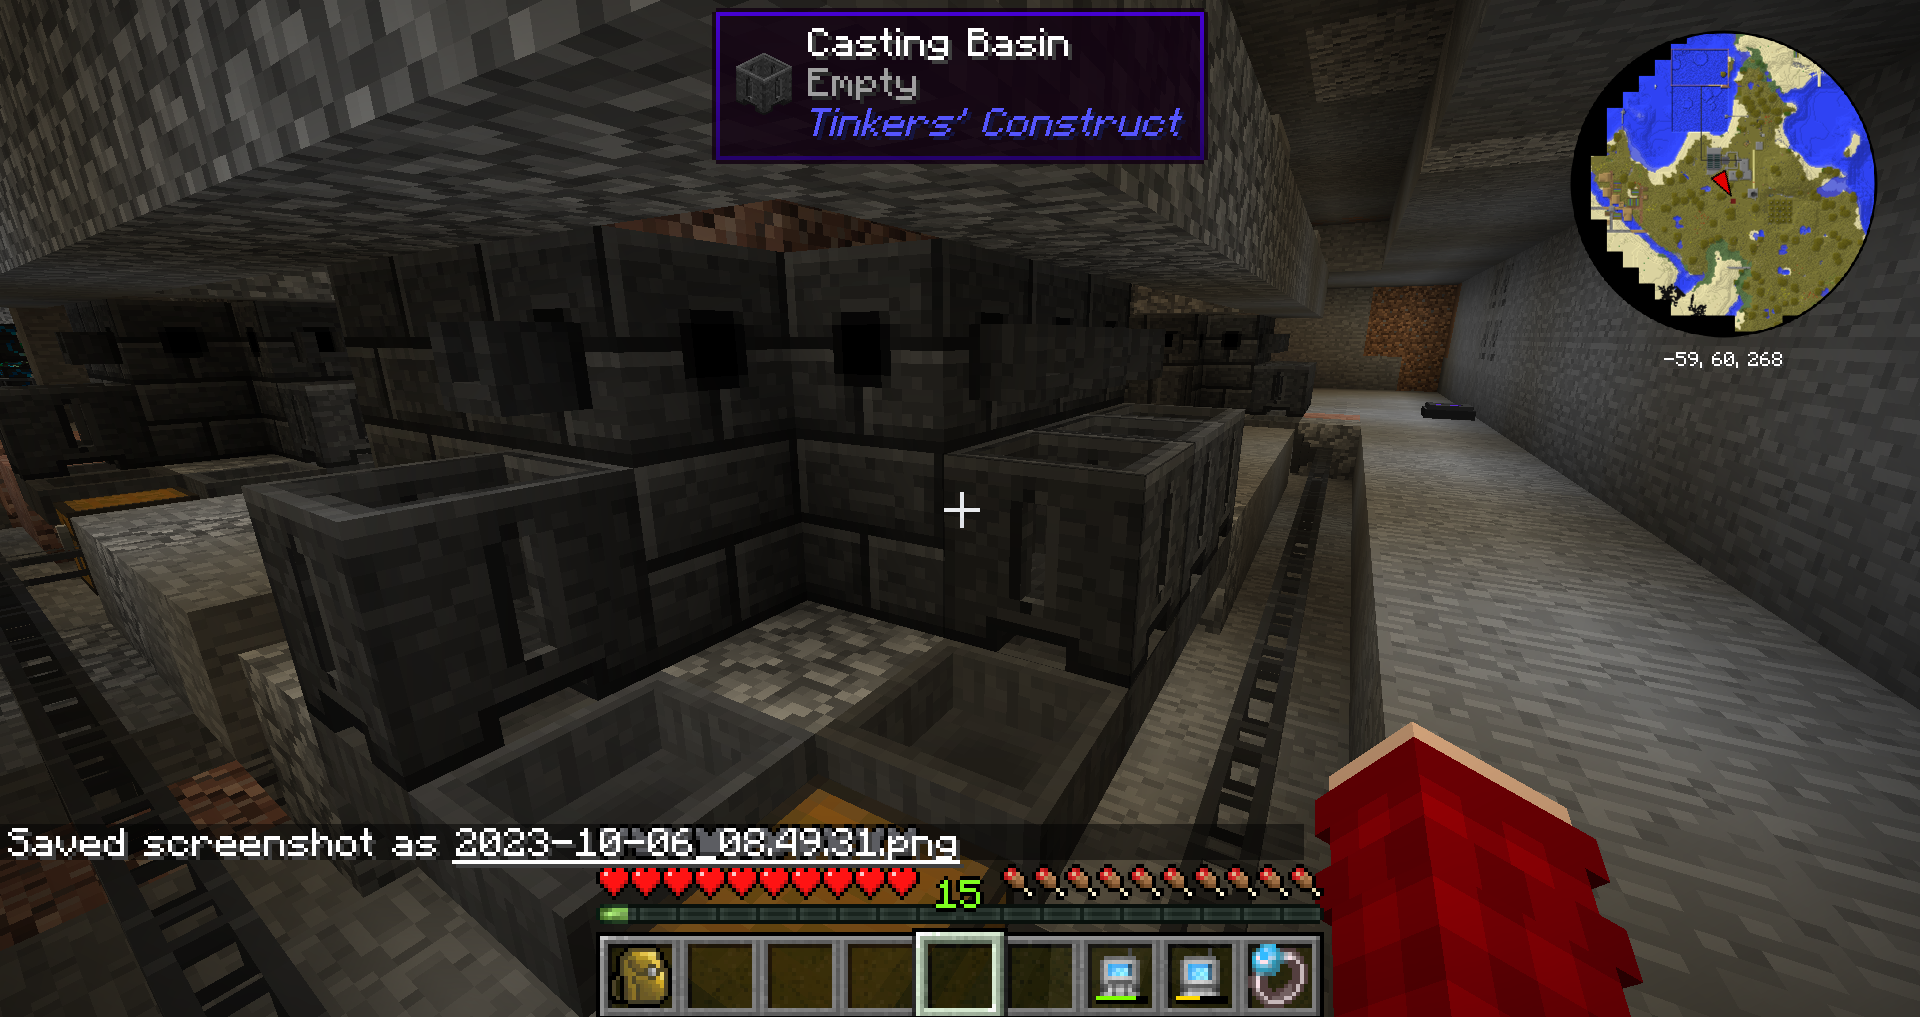 Casting Basin
Empty
Tinkers' Construct
-59, 60, 268
Saved screenshot as 2023-10-06_08.49.31.png
15